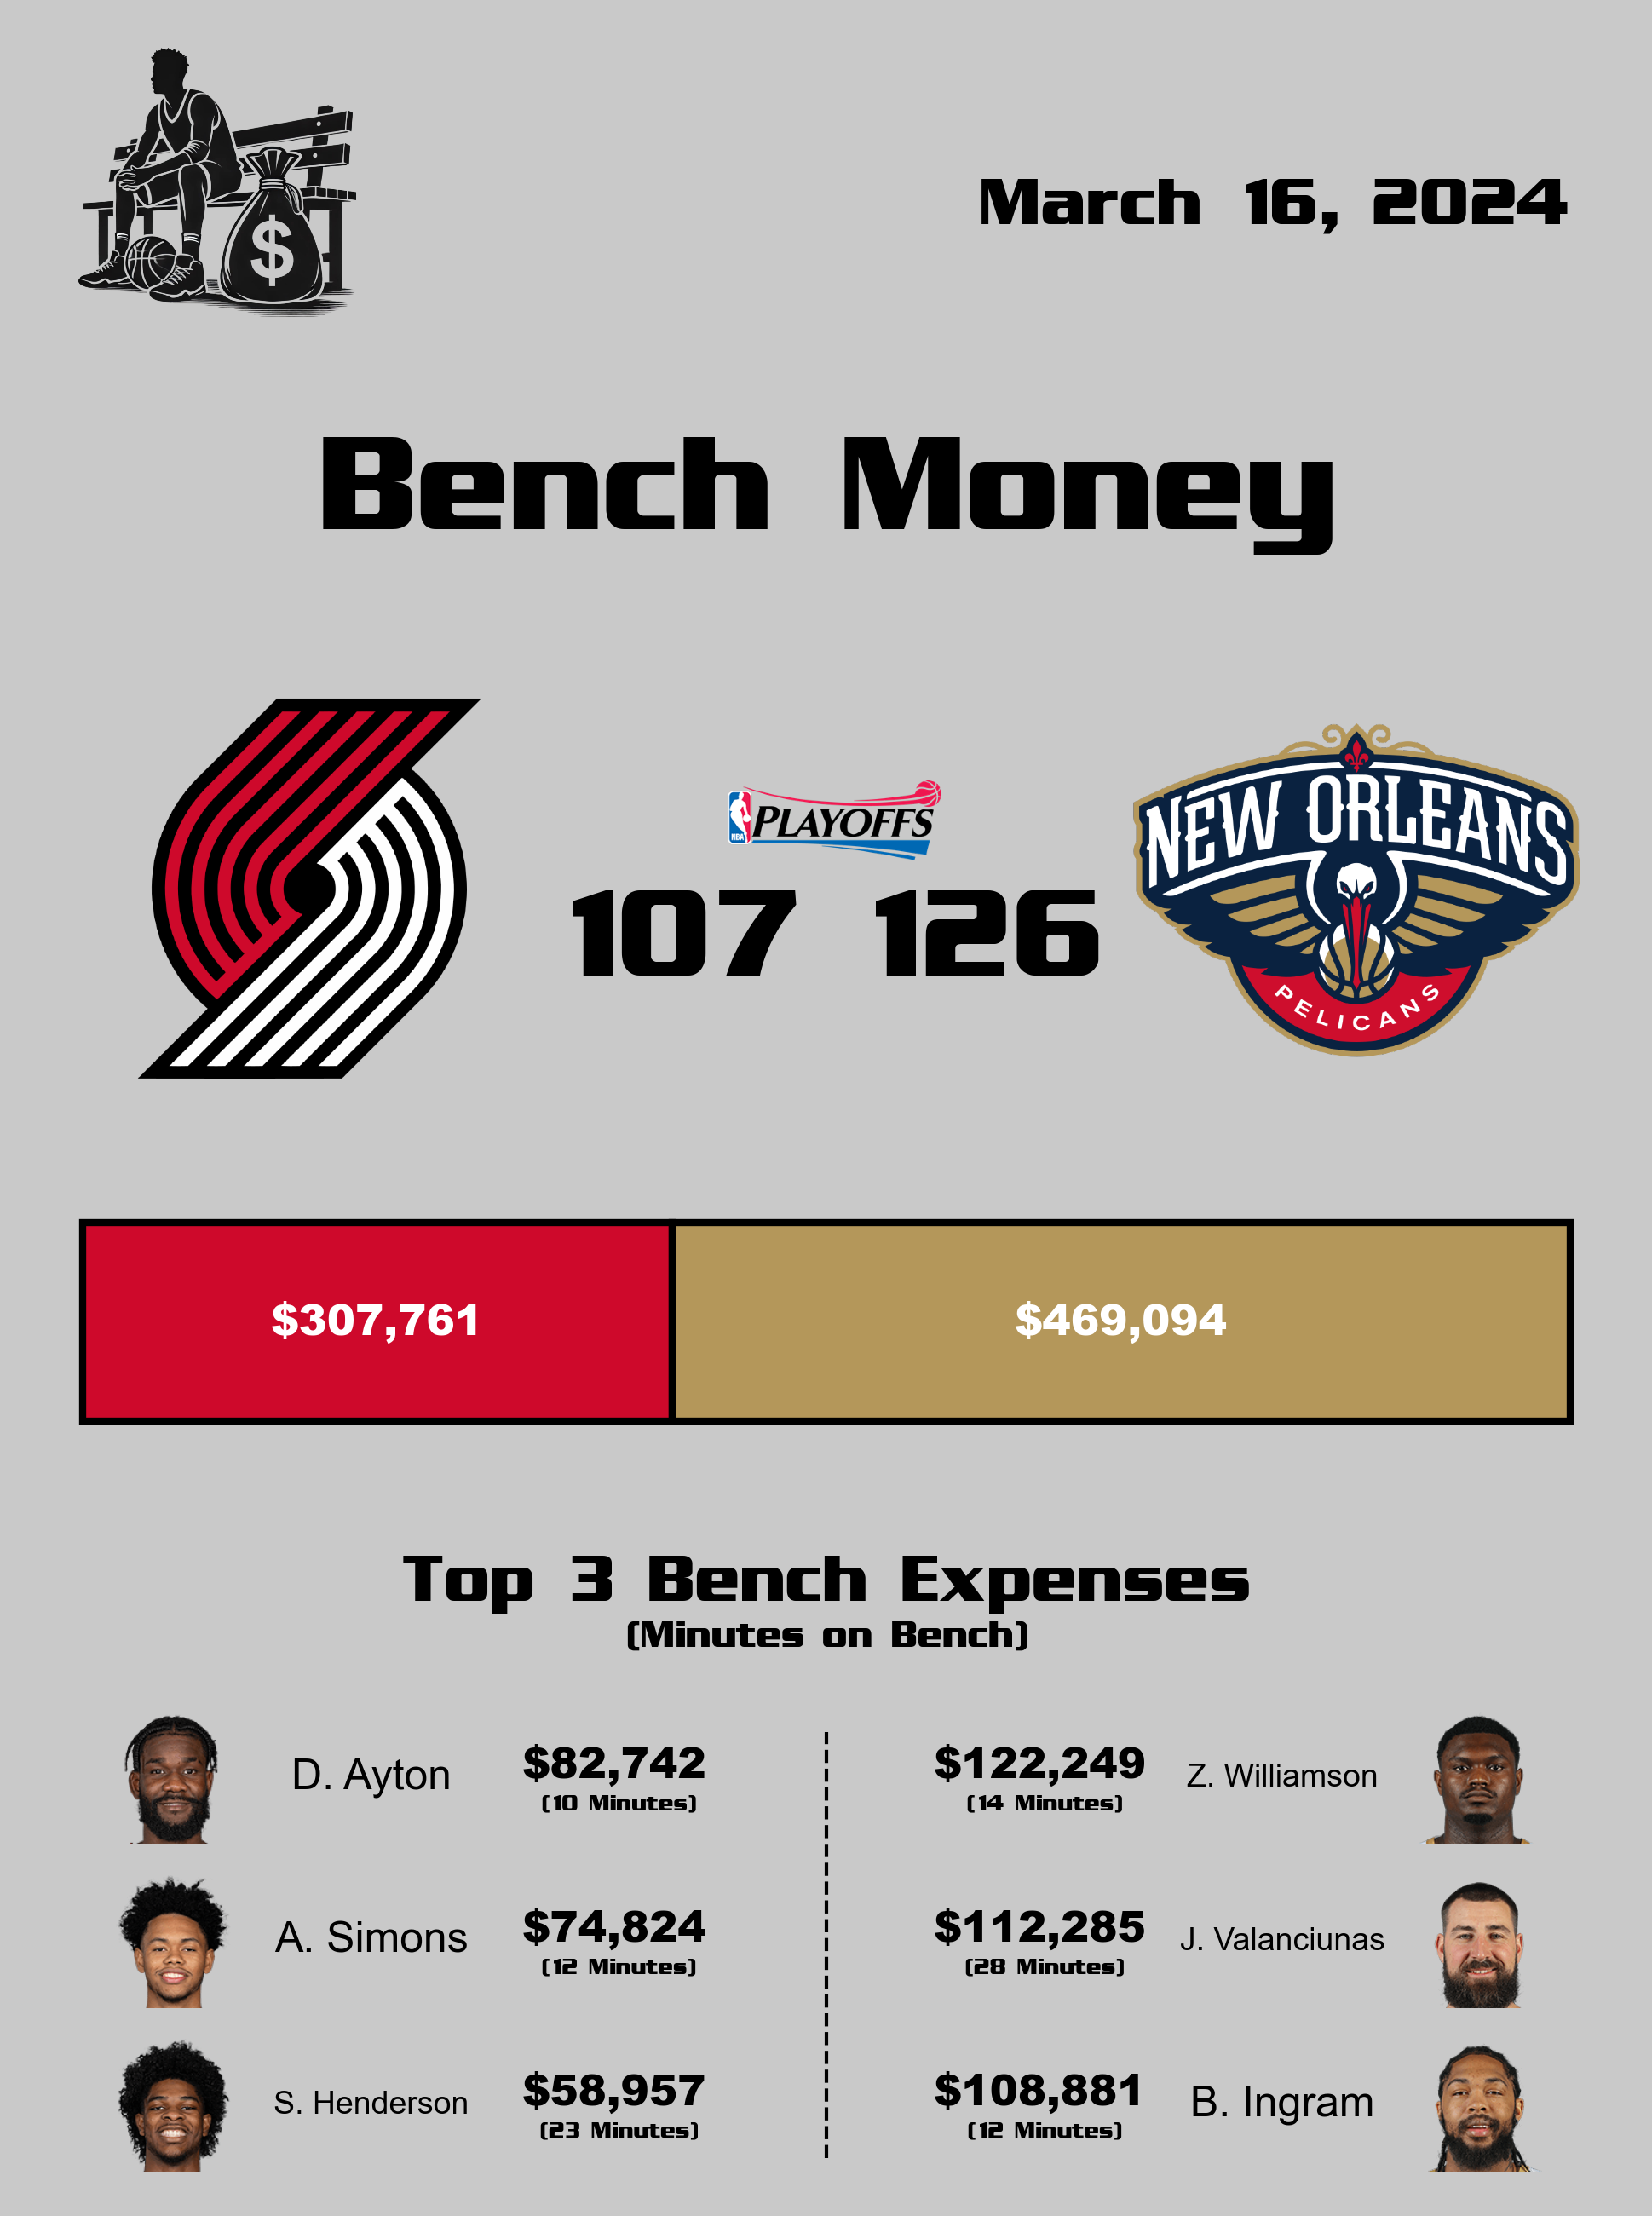 $
March 16, 2024
Bench Money
NBA
PLAYOFFS
107 126
NEW ORLEANS
PELICANS
$307,761 $469,094
Top 3 Bench Expenses
(Minutes on Bench)
D. Ayton $82,742 $122,249 Z. Williamson
(10 Minutes) (14 Minutes)
A. Simons $74,824 $112,285 J. Valanciunas
(12 Minutes) (28 Minutes)
S. Henderson $58,957 $108,881 B. Ingram
(23 Minutes) (12 Minutes)